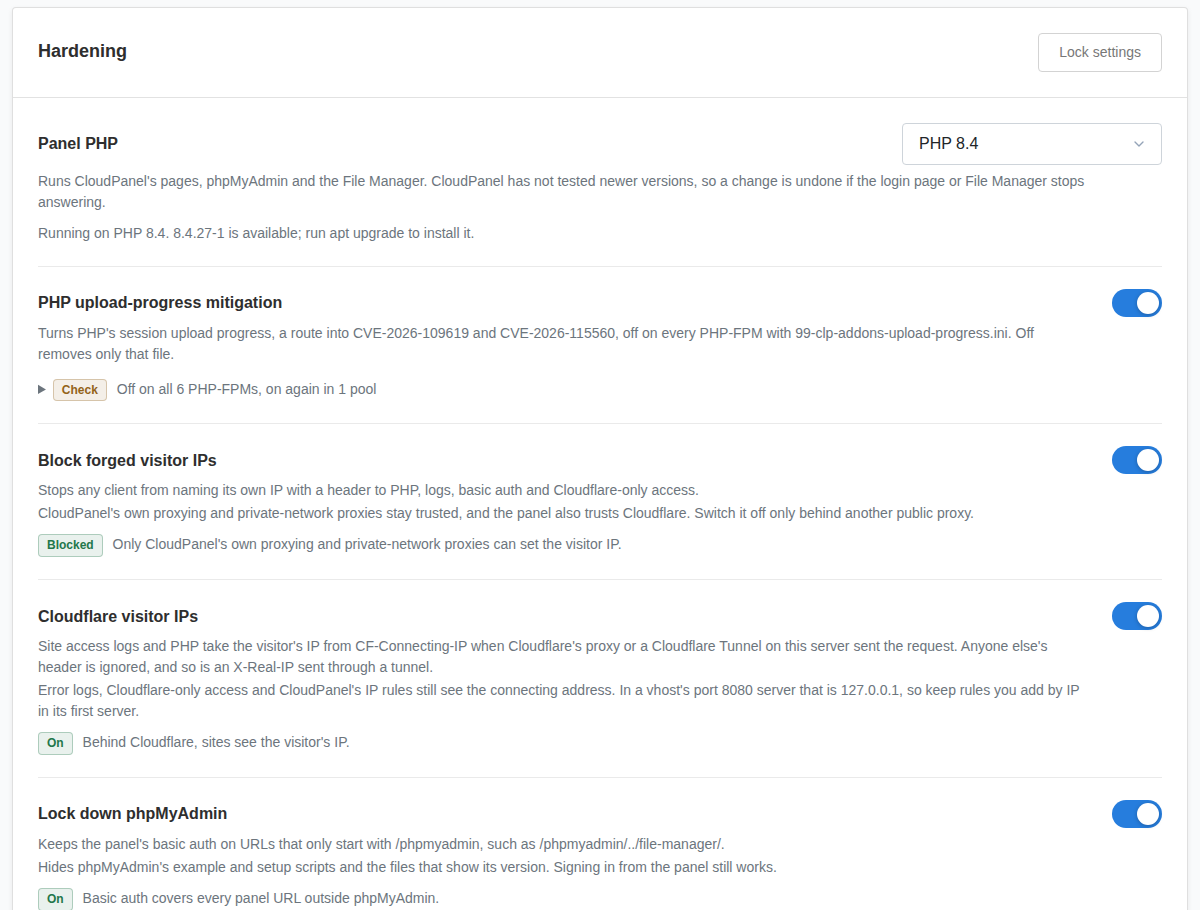 Hardening
Lock settings
Panel PHP
PHP 8.4
Runs CloudPanel's pages, phpMyAdmin and the File Manager. CloudPanel has not tested newer versions, so a change is undone if the login page or File Manager stops
answering.
Running on PHP 8.4. 8.4.27-1 is available; run apt upgrade to install it.
PHP upload-progress mitigation
Turns PHP's session upload progress, a route into CVE-2026-109619 and CVE-2026-115560, off on every PHP-FPM with 99-clp-addons-upload-progress.ini. Off
removes only that file.
Check Off on all 6 PHP-FPMs, on again in 1 pool
Block forged visitor IPs
Stops any client from naming its own IP with a header to PHP, logs, basic auth and Cloudflare-only access.
CloudPanel's own proxying and private-network proxies stay trusted, and the panel also trusts Cloudflare. Switch it off only behind another public proxy.
Blocked Only CloudPanel's own proxying and private-network proxies can set the visitor IP.
Cloudflare visitor IPs
Site access logs and PHP take the visitor's IP from CF-Connecting-IP when Cloudflare's proxy or a Cloudflare Tunnel on this server sent the request. Anyone else's
header is ignored, and so is an X-Real-IP sent through a tunnel.
Error logs, Cloudflare-only access and CloudPanel's IP rules still see the connecting address. In a vhost's port 8080 server that is 127.0.0.1, so keep rules you add by IP
in its first server.
On Behind Cloudflare, sites see the visitor's IP.
Lock down phpMyAdmin
Keeps the panel's basic auth on URLs that only start with /phpmyadmin, such as /phpmyadmin/../file-manager/.
Hides phpMyAdmin's example and setup scripts and the files that show its version. Signing in from the panel still works.
On Basic auth covers every panel URL outside phpMyAdmin.